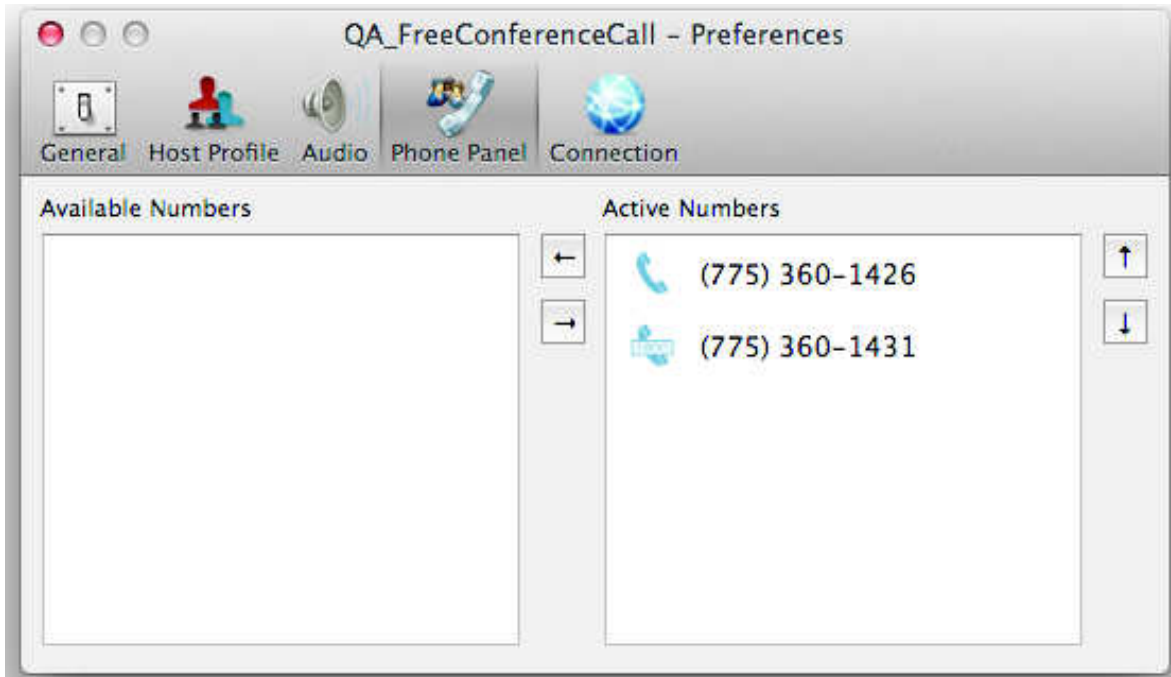 QA_FreeConferenceCall – Preferences
General Host Profile Audio Phone Panel Connection
Available Numbers Active Numbers
← (775) 360-1426 ↑
→ (775) 360-1431 ↓